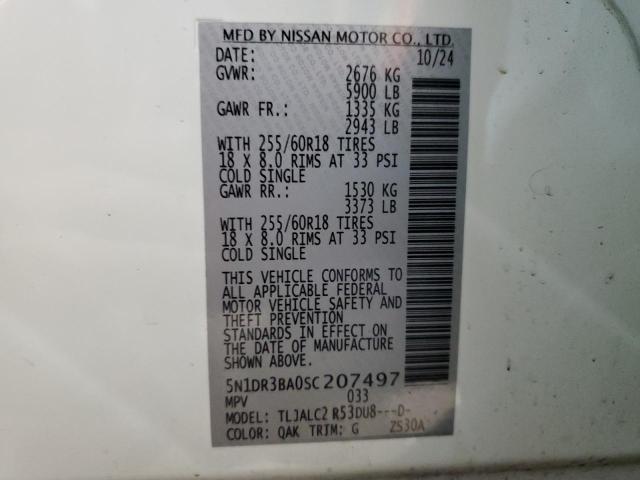 MFD BY NISSAN MOTOR CO., LTD.
DATE: 10/24
GVWR: 2676 KG
5900 LB
GAWR FR.: 1335 KG
2943 LB
WITH 255/60R18 TIRES
18 X 8.0 RIMS AT 33 PSI
COLD SINGLE
GAWR RR.: 1530 KG
3373 LB
WITH 255/60R18 TIRES
18 X 8.0 RIMS AT 33 PSI
COLD SINGLE
THIS VEHICLE CONFORMS TO
ALL APPLICABLE FEDERAL
MOTOR VEHICLE SAFETY AND
THEFT PREVENTION
STANDARDS IN EFFECT ON
THE DATE OF MANUFACTURE
SHOWN ABOVE.
5N1DR3BA0SC207497
MPV 033
MODEL: TLJALC2 R53DU8---D-
COLOR: QAK TRIM: G ZS30A